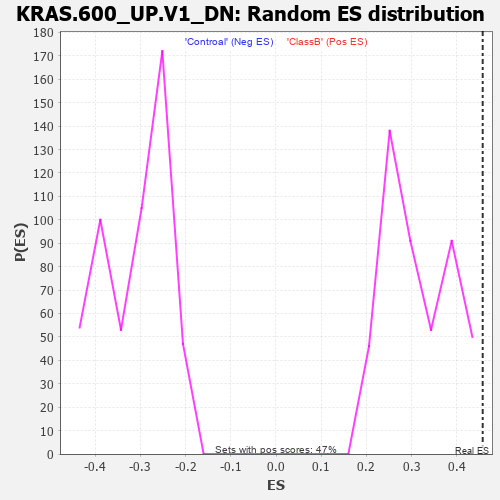 KRAS.600_UP.V1_DN: Random ES distribution
'Controal' (Neg ES) 'ClassB' (Pos ES)
180
170
160
150
140
130
120
110
100
90
80
70
60
50
40
30
20
10
0
P(ES)
Sets with pos scores: 47%
Real ES
-0.4 -0.3 -0.2 -0.1 0.0 0.1 0.2 0.3 0.4
ES